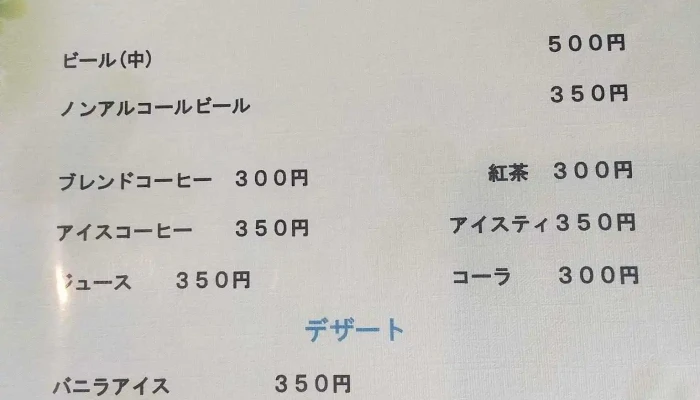 ビール(中) 500円
ノンアルコールビール 350円
ブレンドコーヒー 300円 紅茶 300円
アイスコーヒー 350円 アイスティ 350円
ジュース 350円 コーラ 300円
デザート
バニラアイス 350円